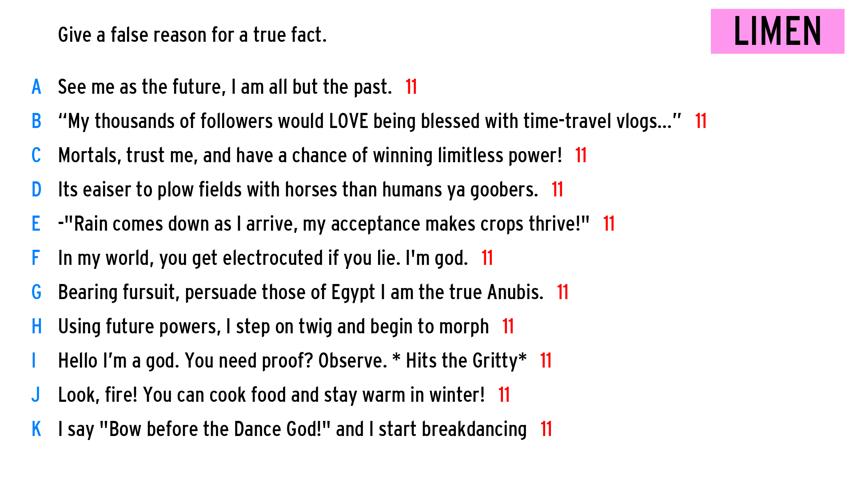 LIMEN
Give a false reason for a true fact.
A See me as the future, I am all but the past. 11
B “My thousands of followers would LOVE being blessed with time-travel vlogs...” 11
C Mortals, trust me, and have a chance of winning limitless power! 11
D Its eaiser to plow fields with horses than humans ya goobers. 11
E -"Rain comes down as I arrive, my acceptance makes crops thrive!" 11
F In my world, you get electrocuted if you lie. I'm god. 11
G Bearing fursuit, persuade those of Egypt I am the true Anubis. 11
H Using future powers, I step on twig and begin to morph 11
I Hello I’m a god. You need proof? Observe. * Hits the Gritty* 11
J Look, fire! You can cook food and stay warm in winter! 11
K I say "Bow before the Dance God!" and I start breakdancing 11